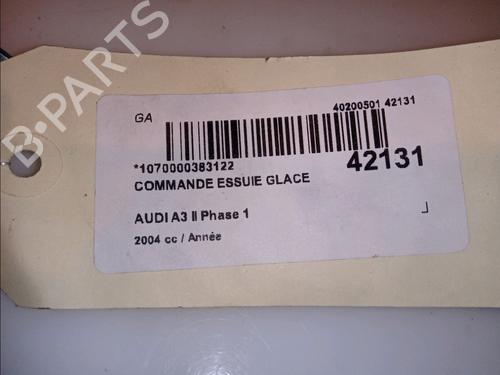 B-PARTS
GA
40200501 42131
*1070000383122
42131
COMMANDE ESSUIE GLACE
AUDI A3 II Phase 1
2004 cc / Année